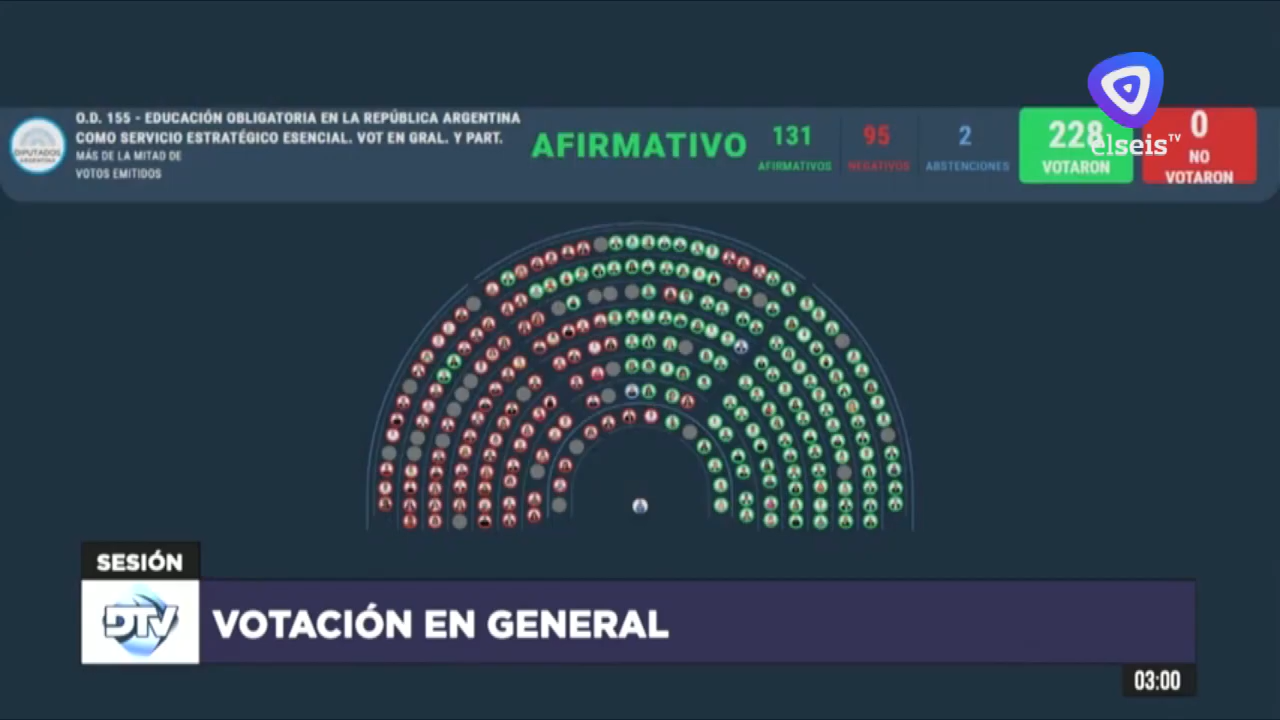 O.D. 155 - EDUCACIÓN OBLIGATORIA EN LA REPÚBLICA ARGENTINA
COMO SERVICIO ESTRATÉGICO ESENCIAL. VOT EN GRAL. Y PART.
MÁS DE LA MITAD DE
VOTOS EMITIDOS
DIPUTADOS
ARGENTINA
AFIRMATIVO
131
AFIRMATIVOS
95
NEGATIVOS
2
ABSTENCIONES
228
VOTARON
0
NO
VOTARON
elseis TV
SESIÓN
DTV
VOTACIÓN EN GENERAL
03:00